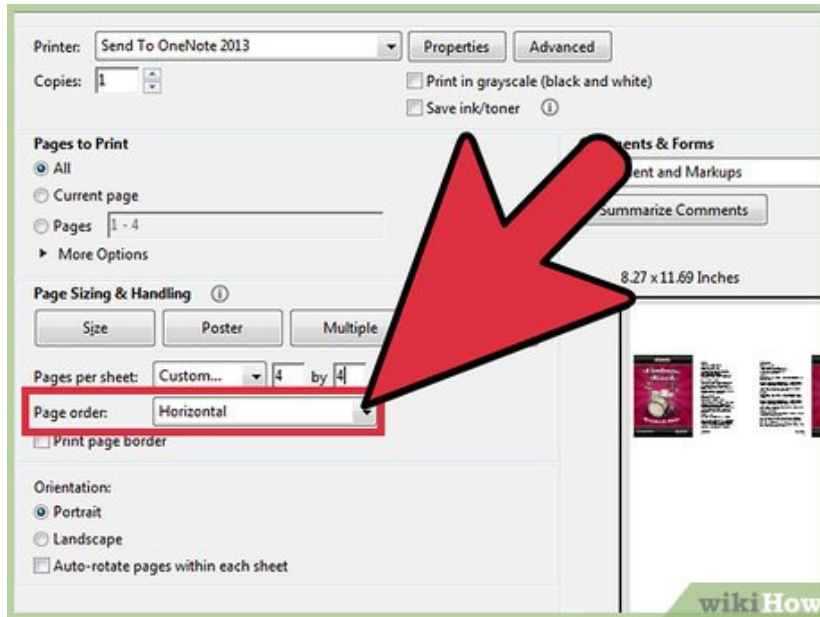 Printer: Send To OneNote 2013 Properties Advanced
Copies: 1 Print in grayscale (black and white)
Save ink/toner
Pages to Print
All
Current page
Pages 1 - 4
More Options
Page Sizing & Handling
Size Poster Multiple
Pages per sheet: Custom... 4 by 4
Page order: Horizontal
Print page border
Orientation:
Portrait
Landscape
Auto-rotate pages within each sheet
& Forms
and Markups
Summarize Comments
8.27 x 11.69 Inches
wikiHow